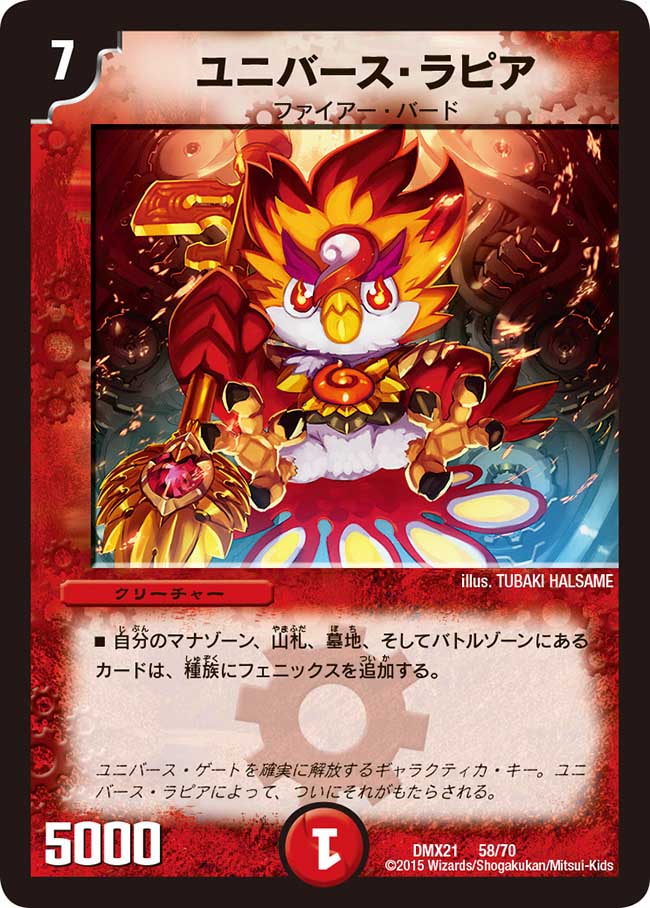 7
ユニバース・ラピア
ファイアー・バード
illus. TUBAKI HALSAME
クリーチャー
■ 自分のマナゾーン、山札、墓地、そしてバトルゾーンにある
カードは、種族にフェニックスを追加する。
ユニバース・ゲートを確実に解放するギャラクティカ・キー。ユニ
バース・ラピアによって、ついにそれがもたらされる。
5000
1
DMX21 58/70
©2015 Wizards/Shogakukan/Mitsui-Kids